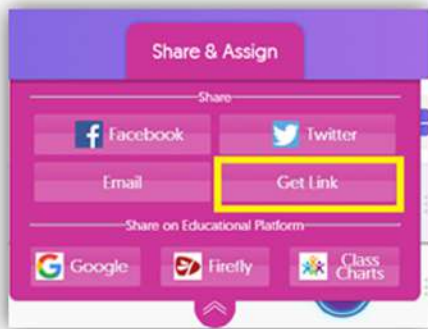 Share & Assign
Share
Facebook Twitter
Email Get Link
Share on Educational Platform
Google Firefly Class Charts